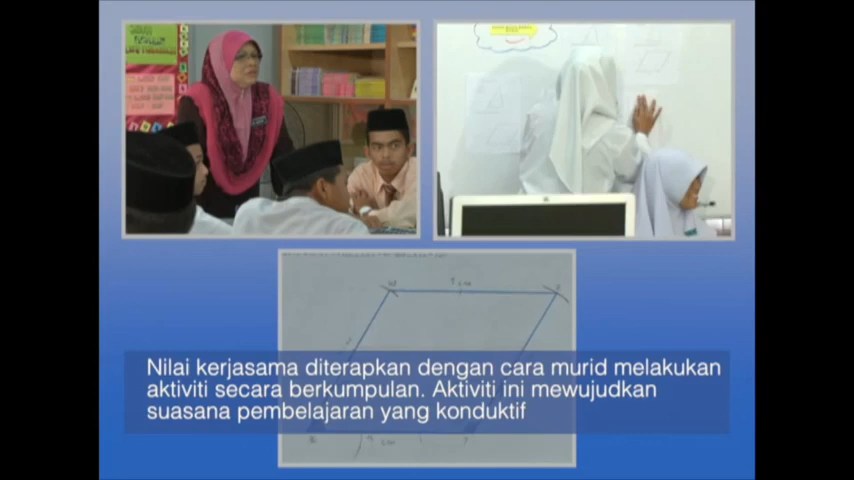 Nilai kerjasama diterapkan dengan cara murid melakukan
aktiviti secara berkumpulan. Aktiviti ini mewujudkan
suasana pembelajaran yang konduktif